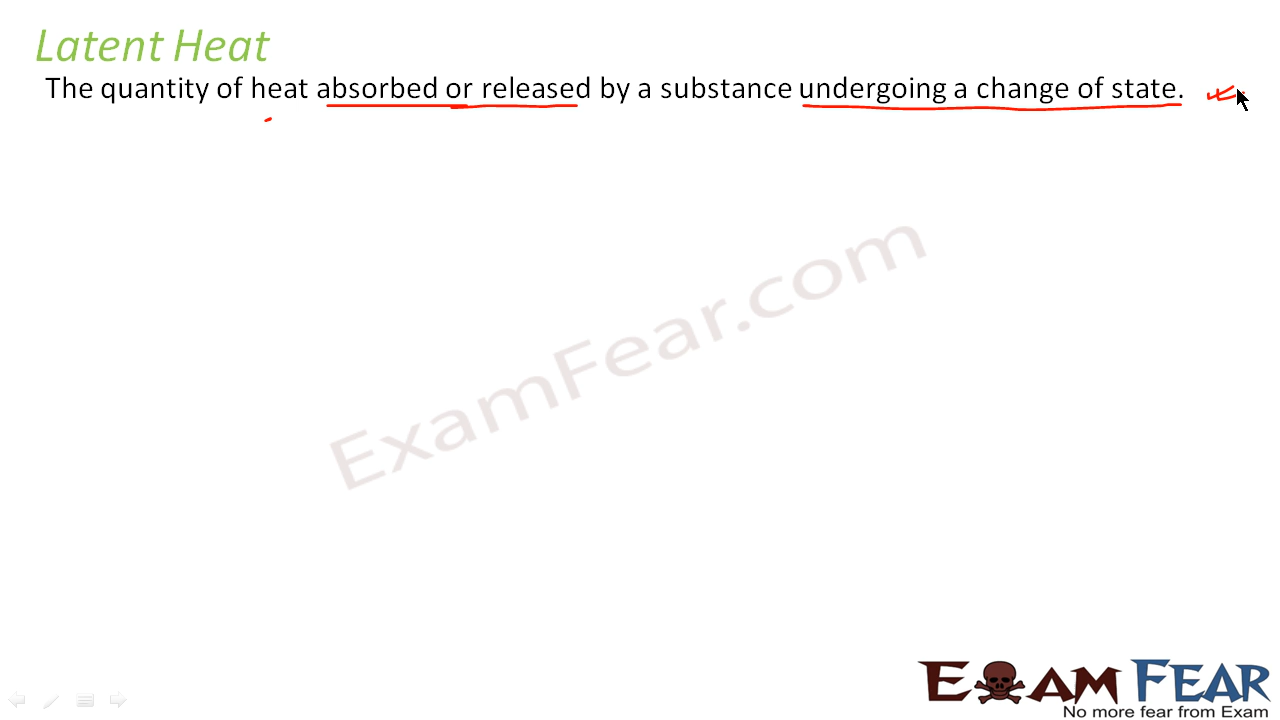 Latent Heat
The quantity of heat absorbed or released by a substance undergoing a change of state.
ExamFear.com
EXAM FEAR
No more fear from Exam